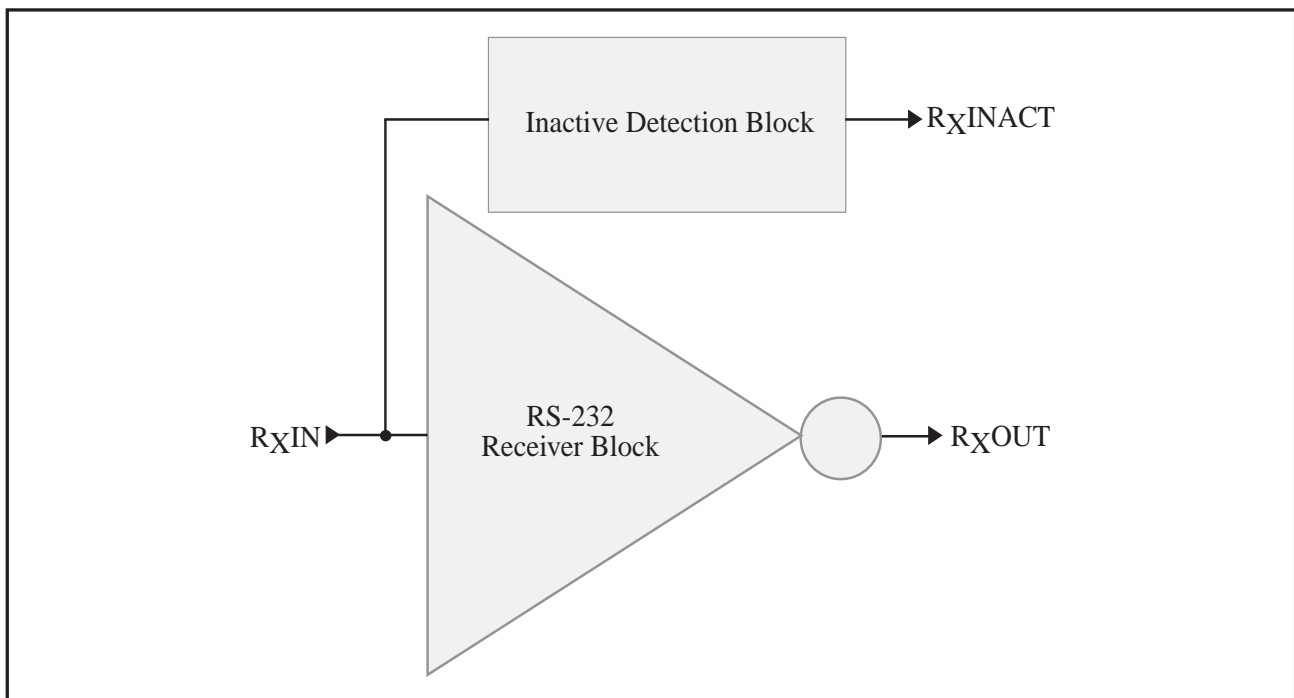 Inactive Detection Block
RXINACT
RS-232
Receiver Block
RXIN
RXOUT